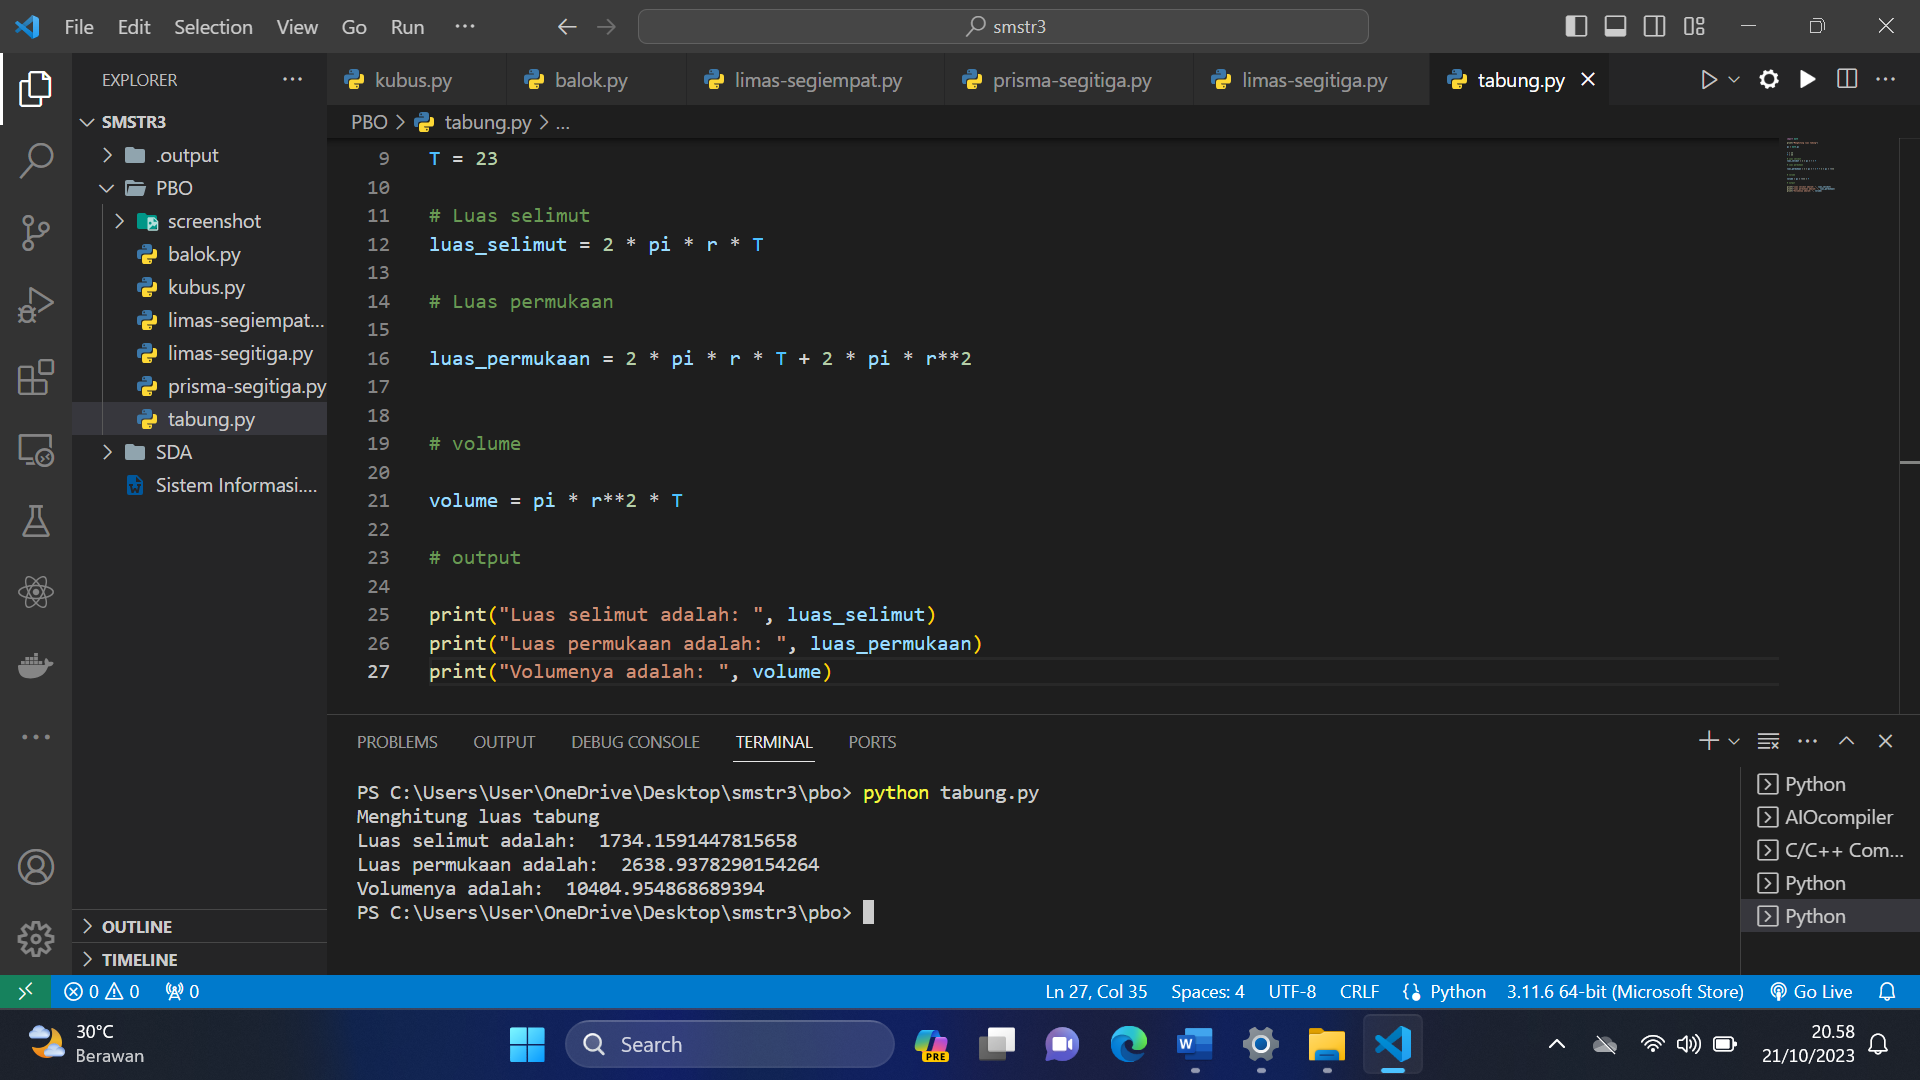 File Edit Selection View Go Run ... smstr3
EXPLORER ...
kubus.py balok.py limas-segiempat.py prisma-segitiga.py limas-segitiga.py tabung.py
SMSTR3
.output
PBO
screenshot
balok.py
kubus.py
limas-segiempat...
limas-segitiga.py
prisma-segitiga.py
tabung.py
SDA
Sistem Informasi....
OUTLINE
TIMELINE
PBO > tabung.py > ...
9 T = 23
10
11 # Luas selimut
12 luas_selimut = 2 * pi * r * T
13
14 # Luas permukaan
15
16 luas_permukaan = 2 * pi * r * T + 2 * pi * r**2
17
18
19 # volume
20
21 volume = pi * r**2 * T
22
23 # output
24
25 print("Luas selimut adalah: ", luas_selimut)
26 print("Luas permukaan adalah: ", luas_permukaan)
27 print("Volumenya adalah: ", volume)
PROBLEMS OUTPUT DEBUG CONSOLE TERMINAL PORTS
PS C:\Users\User\OneDrive\Desktop\smstr3\pbo> python tabung.py
Menghitung luas tabung
Luas selimut adalah:  1734.1591447815658
Luas permukaan adalah:  2638.9378290154264
Volumenya adalah:  10404.954868689394
PS C:\Users\User\OneDrive\Desktop\smstr3\pbo>
Python
AIOcompiler
C/C++ Com...
Python
Python
0 0 0 Ln 27, Col 35 Spaces: 4 UTF-8 CRLF Python 3.11.6 64-bit (Microsoft Store) Go Live
30°C
Berawan
Search
PRE
W
20.58
21/10/2023